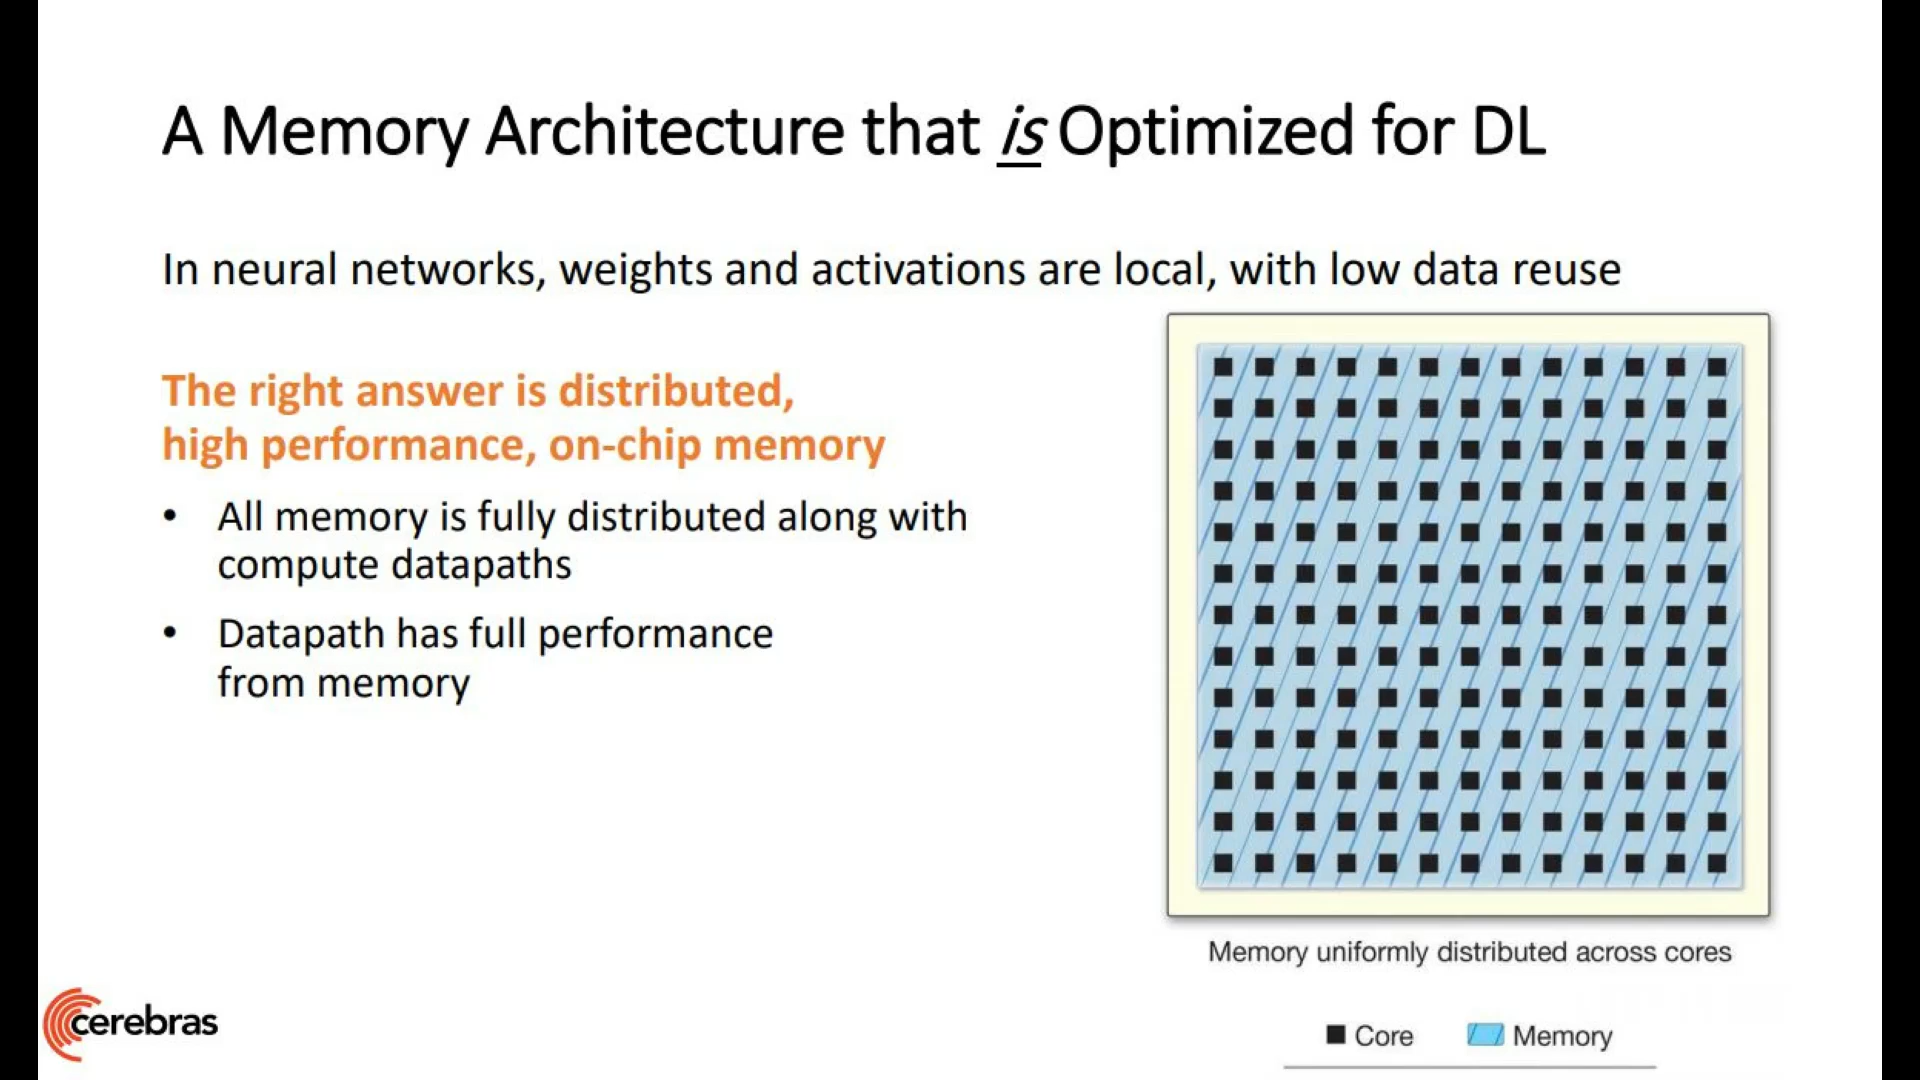 A Memory Architecture that is Optimized for DL
In neural networks, weights and activations are local, with low data reuse
The right answer is distributed,
high performance, on-chip memory
• All memory is fully distributed along with
compute datapaths
• Datapath has full performance
from memory
Memory uniformly distributed across cores
Core Memory
cerebras